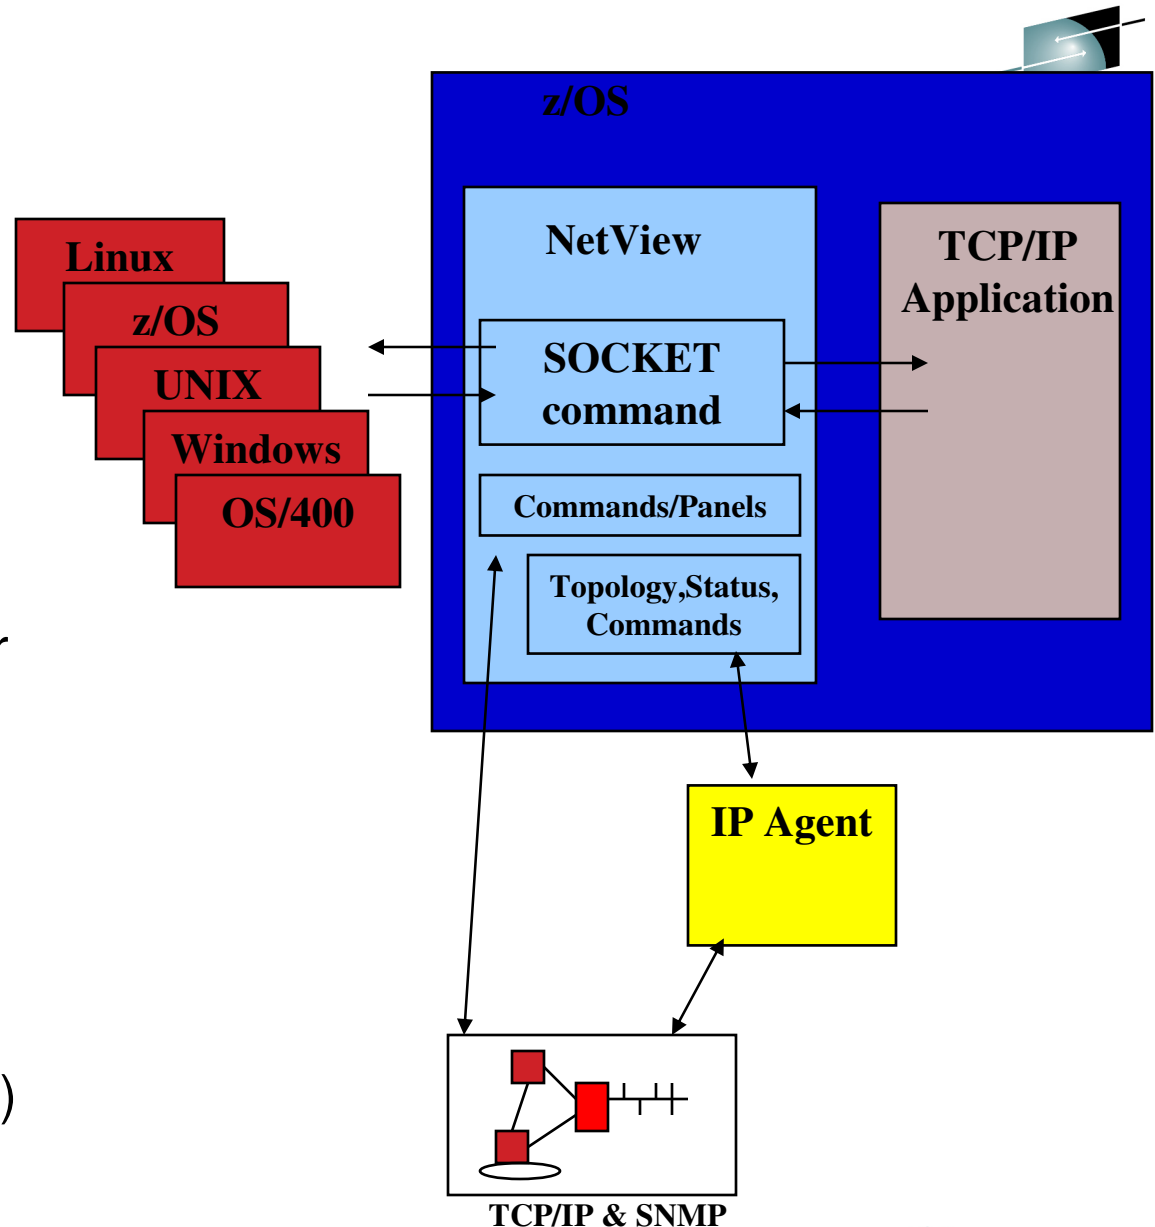 z/OS
NetView
TCP/IP
Application
Linux
z/OS
UNIX
Windows
OS/400
SOCKET
command
Commands/Panels
Topology,Status,
Commands
r
IP Agent
)
TCP/IP & SNMP